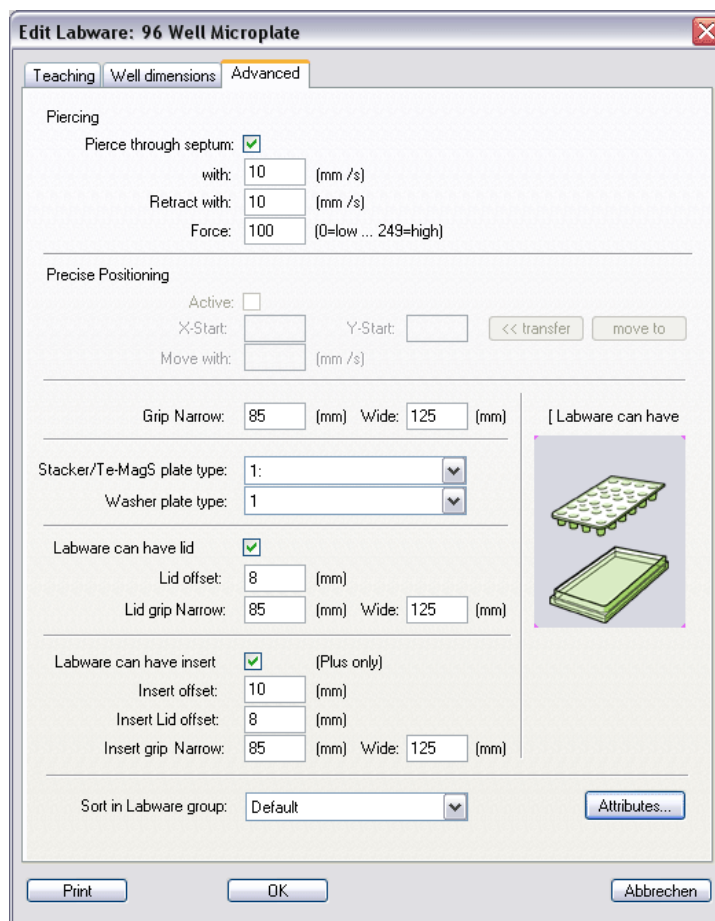 Edit Labware: 96 Well Microplate
Teaching Well dimensions Advanced
Piercing
Pierce through septum:
with: 10 (mm /s)
Retract with: 10 (mm /s)
Force: 100 (0=low ... 249=high)
Precise Positioning
Active:
X-Start: Y-Start: << transfer move to
Move with: (mm /s)
Grip Narrow: 85 (mm) Wide: 125 (mm) [ Labware can have
Stacker/Te-MagS plate type: 1:
Washer plate type: 1
Labware can have lid
Lid offset: 8 (mm)
Lid grip Narrow: 85 (mm) Wide: 125 (mm)
Labware can have insert (Plus only)
Insert offset: 10 (mm)
Insert Lid offset: 8 (mm)
Insert grip Narrow: 85 (mm) Wide: 125 (mm)
Sort in Labware group: Default Attributes...
Print OK Abbrechen